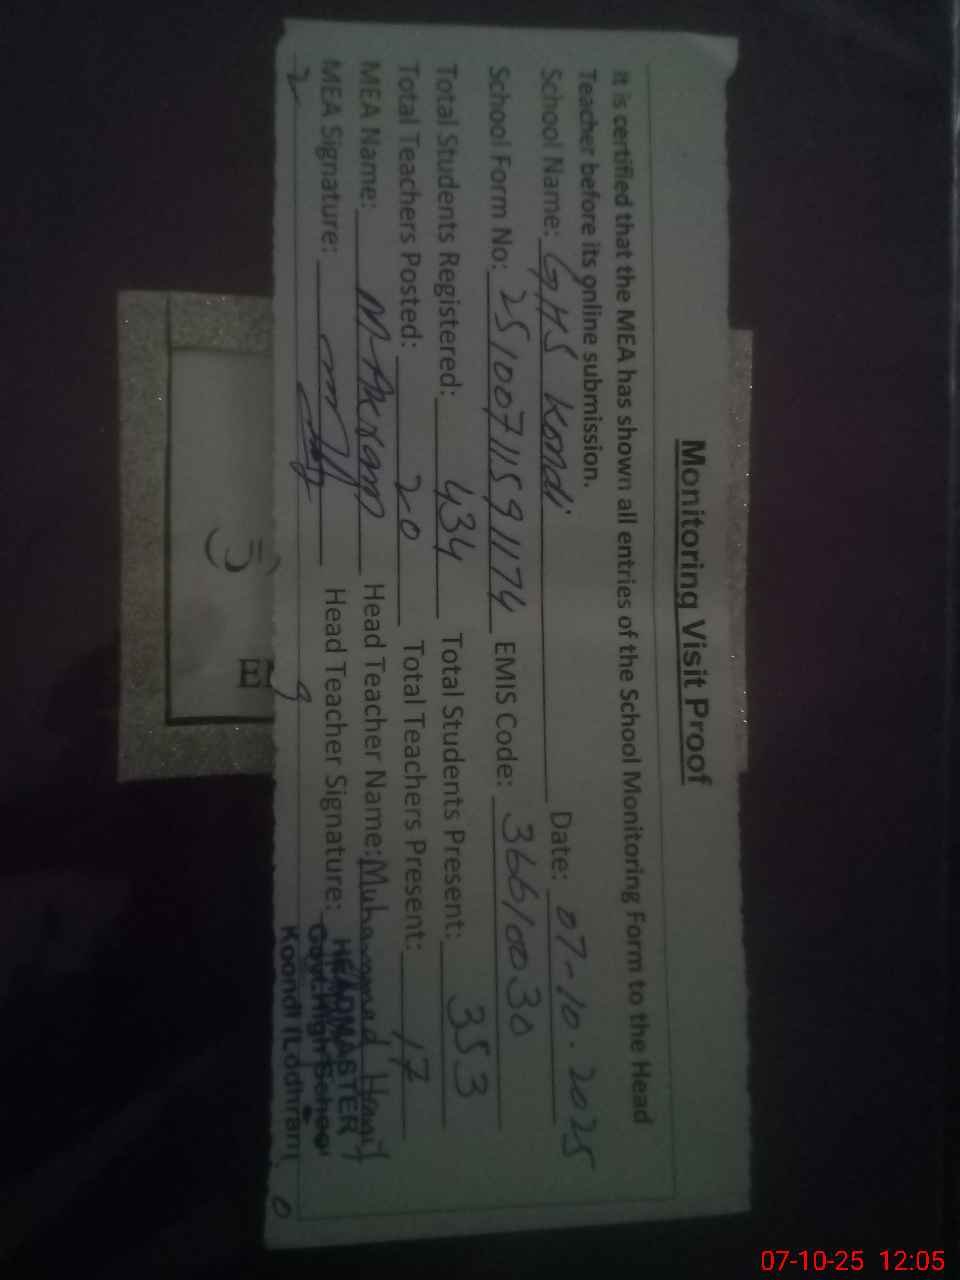 Monitoring Visit Proof
It is certified that the MEA has shown all entries of the School Monitoring Form to the Head
Teacher before its online submission.
School Name: GHS Kondi Date: 07-10-2025
School Form No: 251007115911174 EMIS Code: 36610030
Total Students Registered: 434 Total Students Present: 353
Total Teachers Posted: 20 Total Teachers Present: 17
MEA Name: M. Akram Head Teacher Name: Muhammad Hanif
MEA Signature: Head Teacher Signature:
HEADMASTER
Govt. High School
Koondi (Lodhran)
07-10-25 12:05